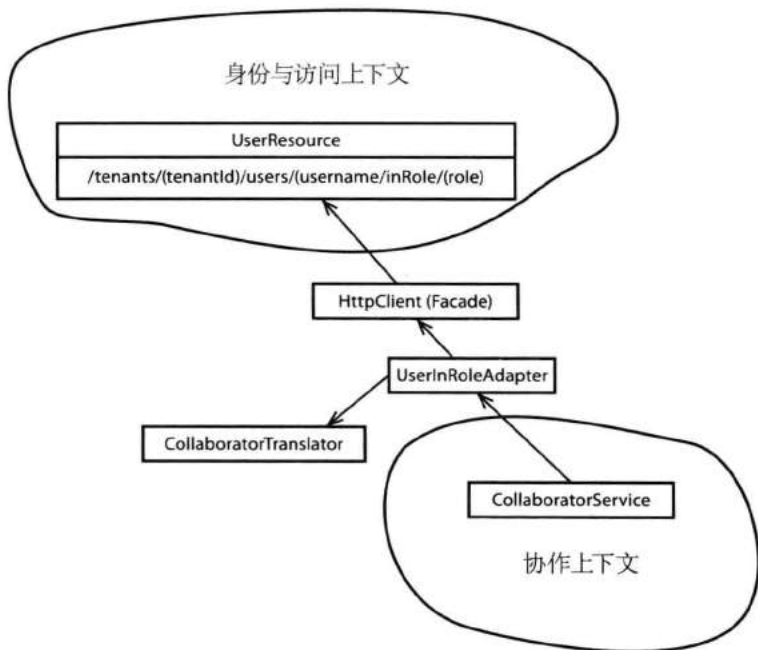 身份与访问上下文
UserResource
/tenants/(tenantId)/users/(username/inRole/(role)
HttpClient (Facade)
UserInRoleAdapter
CollaboratorTranslator
CollaboratorService
协作上下文